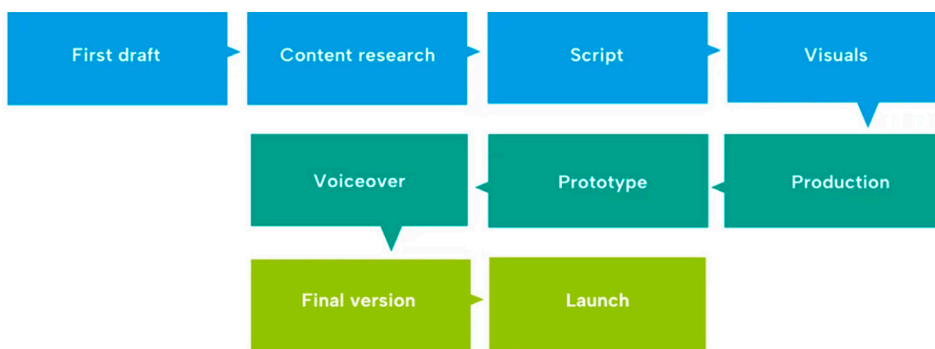 First draft
Content research
Script
Visuals
Production
Prototype
Voiceover
Final version
Launch